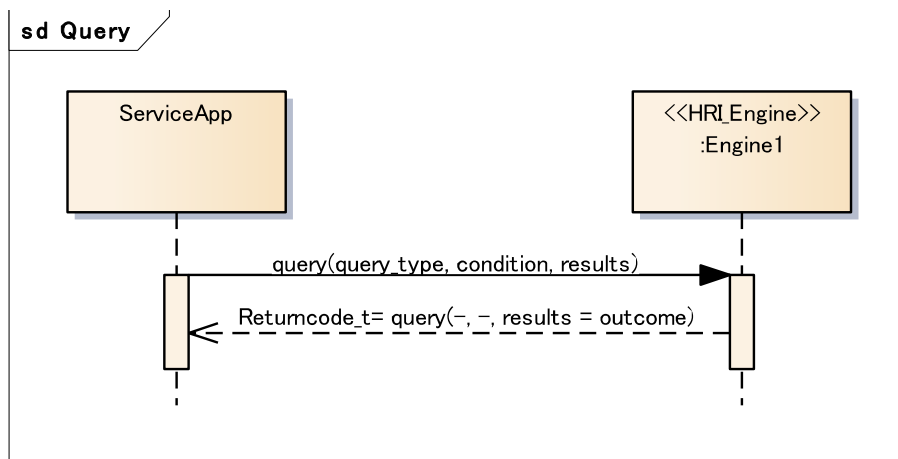 sd Query
ServiceApp
<<HRI_Engine>>
:Engine1
query(query_type, condition, results)
Returncode_t= query(-, -, results = outcome)